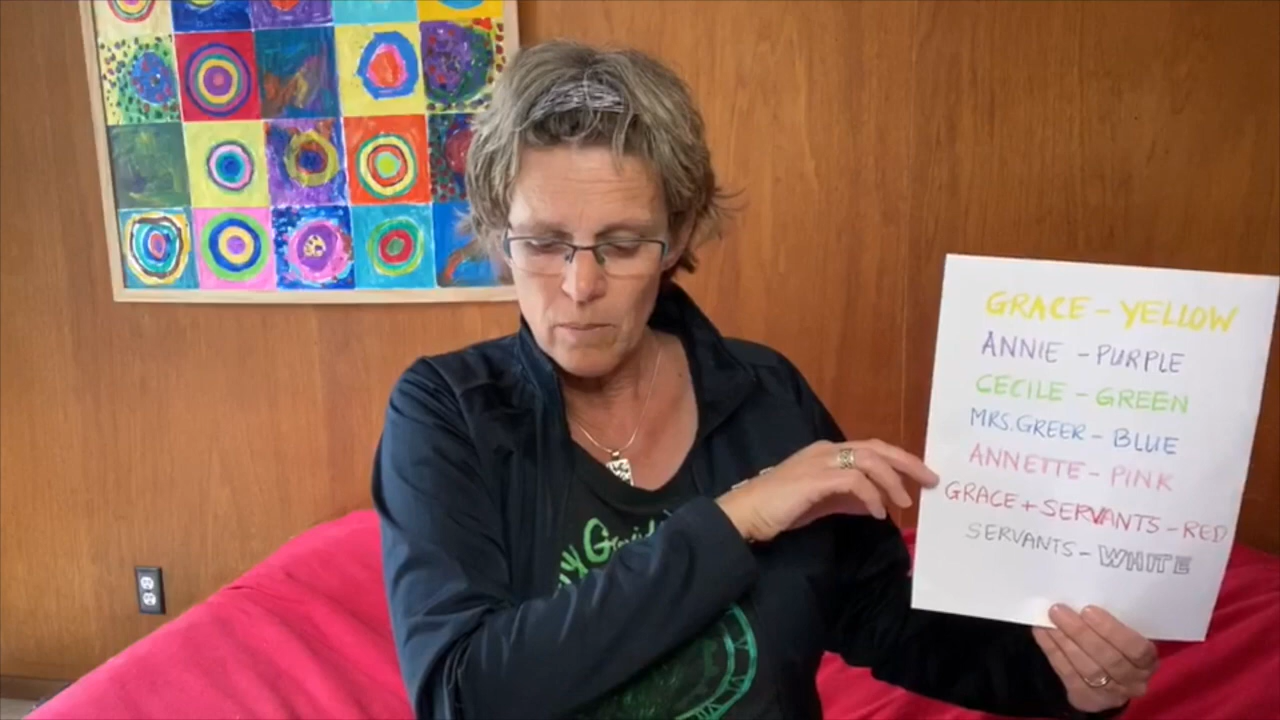 GRACE - YELLOW
ANNIE - PURPLE
CECILE - GREEN
MRS. GREER - BLUE
ANNETTE - PINK
GRACE + SERVANTS - RED
SERVANTS - WHITE